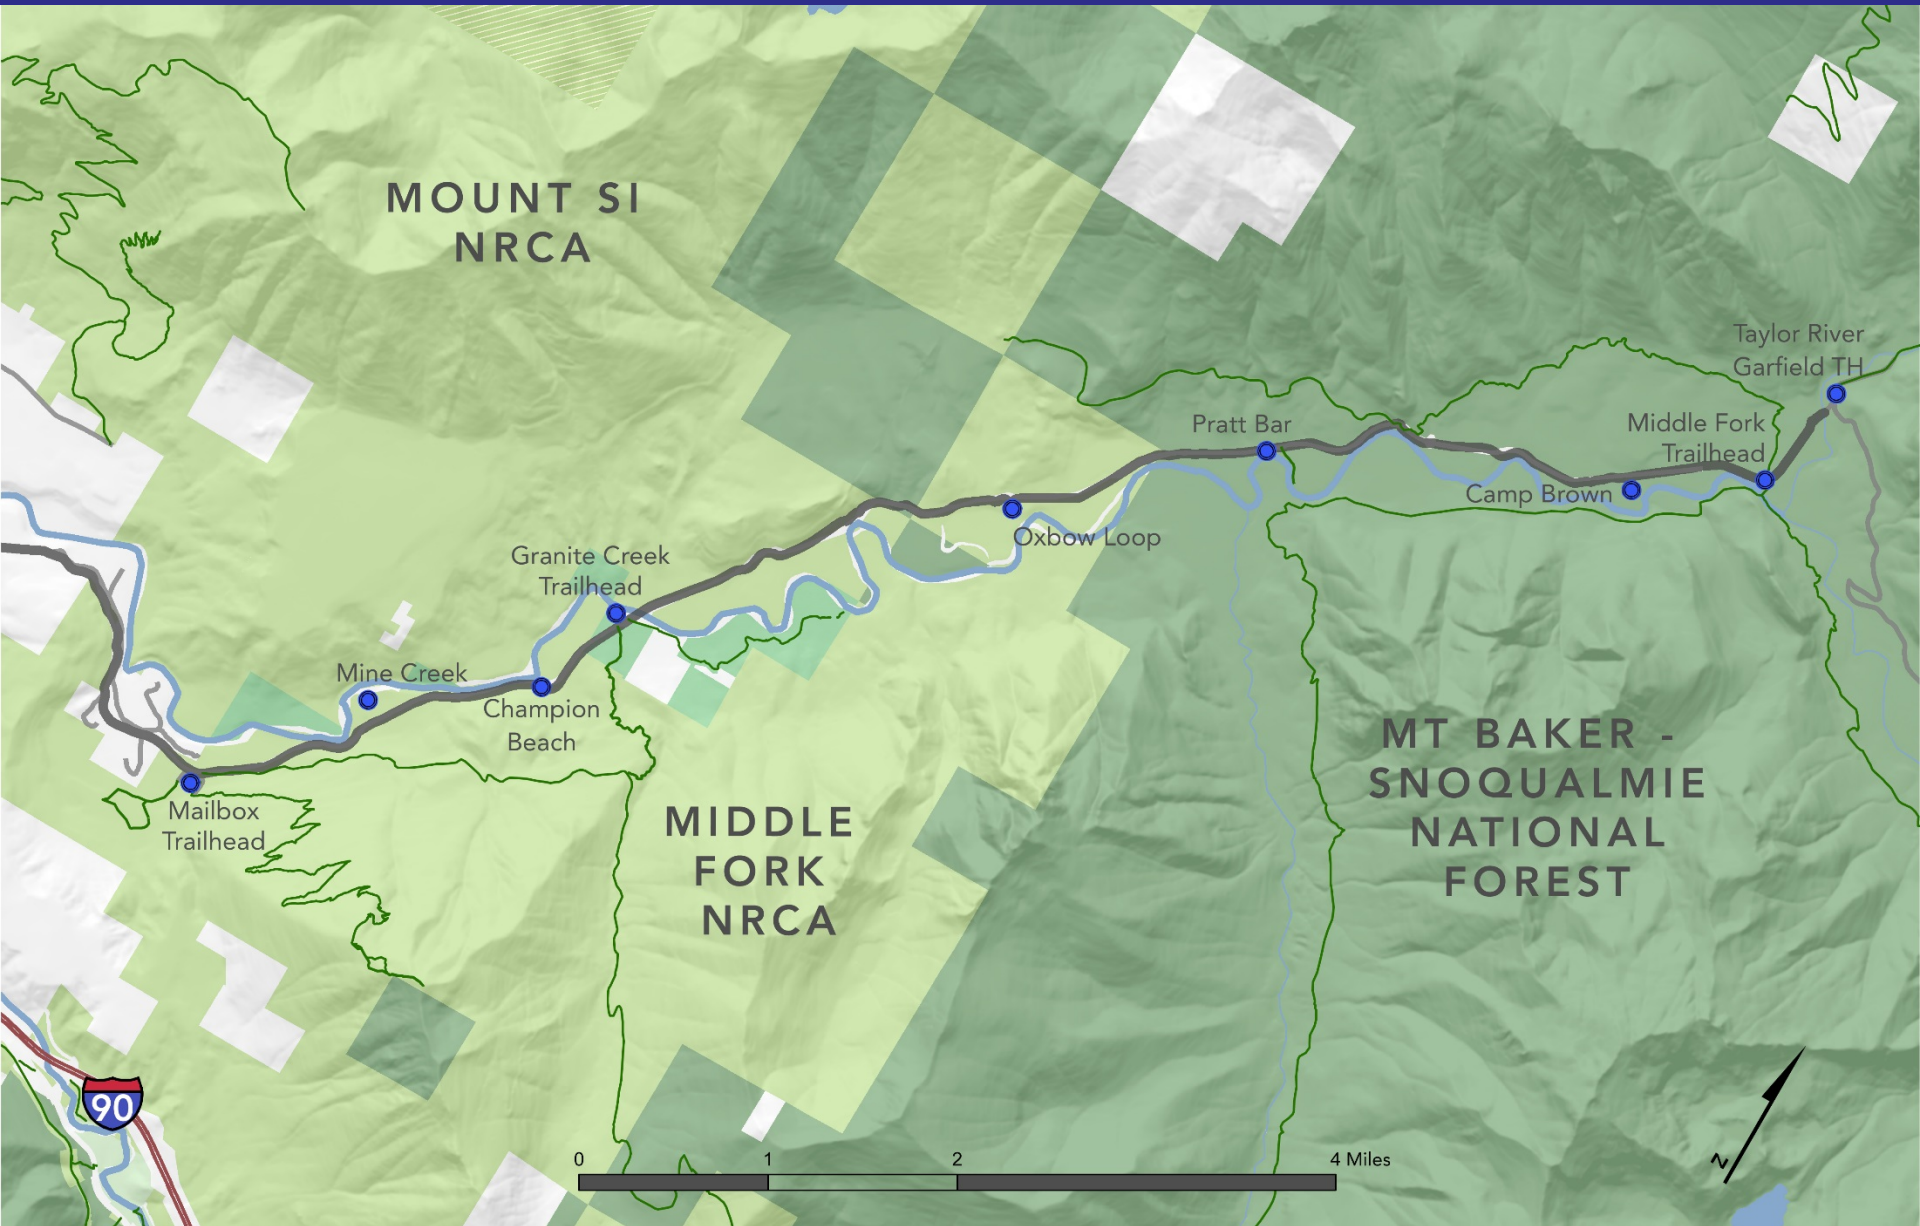 MOUNT SI
NRCA
Taylor River
Garfield TH
Pratt Bar
Middle Fork
Trailhead
Camp Brown
Oxbow Loop
Granite Creek
Trailhead
Mine Creek
Champion
Beach
Mailbox
Trailhead
MIDDLE
FORK
NRCA
MT BAKER -
SNOQUALMIE
NATIONAL
FOREST
90
0 1 2 4 Miles
N